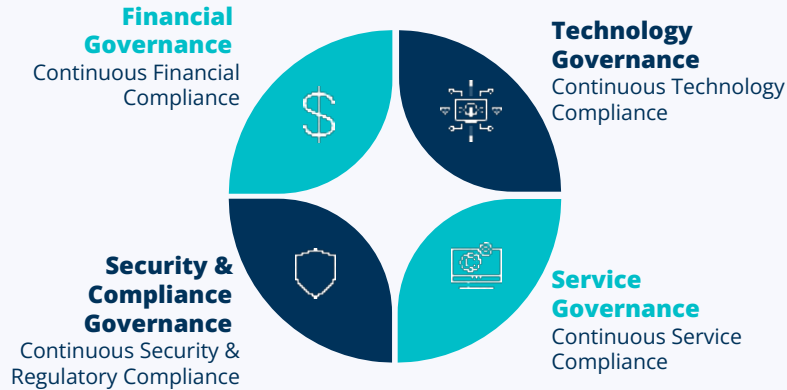 Financial
Governance
Continuous Financial
Compliance
Technology
Governance
Continuous Technology
Compliance
Security &
Compliance
Governance
Continuous Security &
Regulatory Compliance
Service
Governance
Continuous Service
Compliance